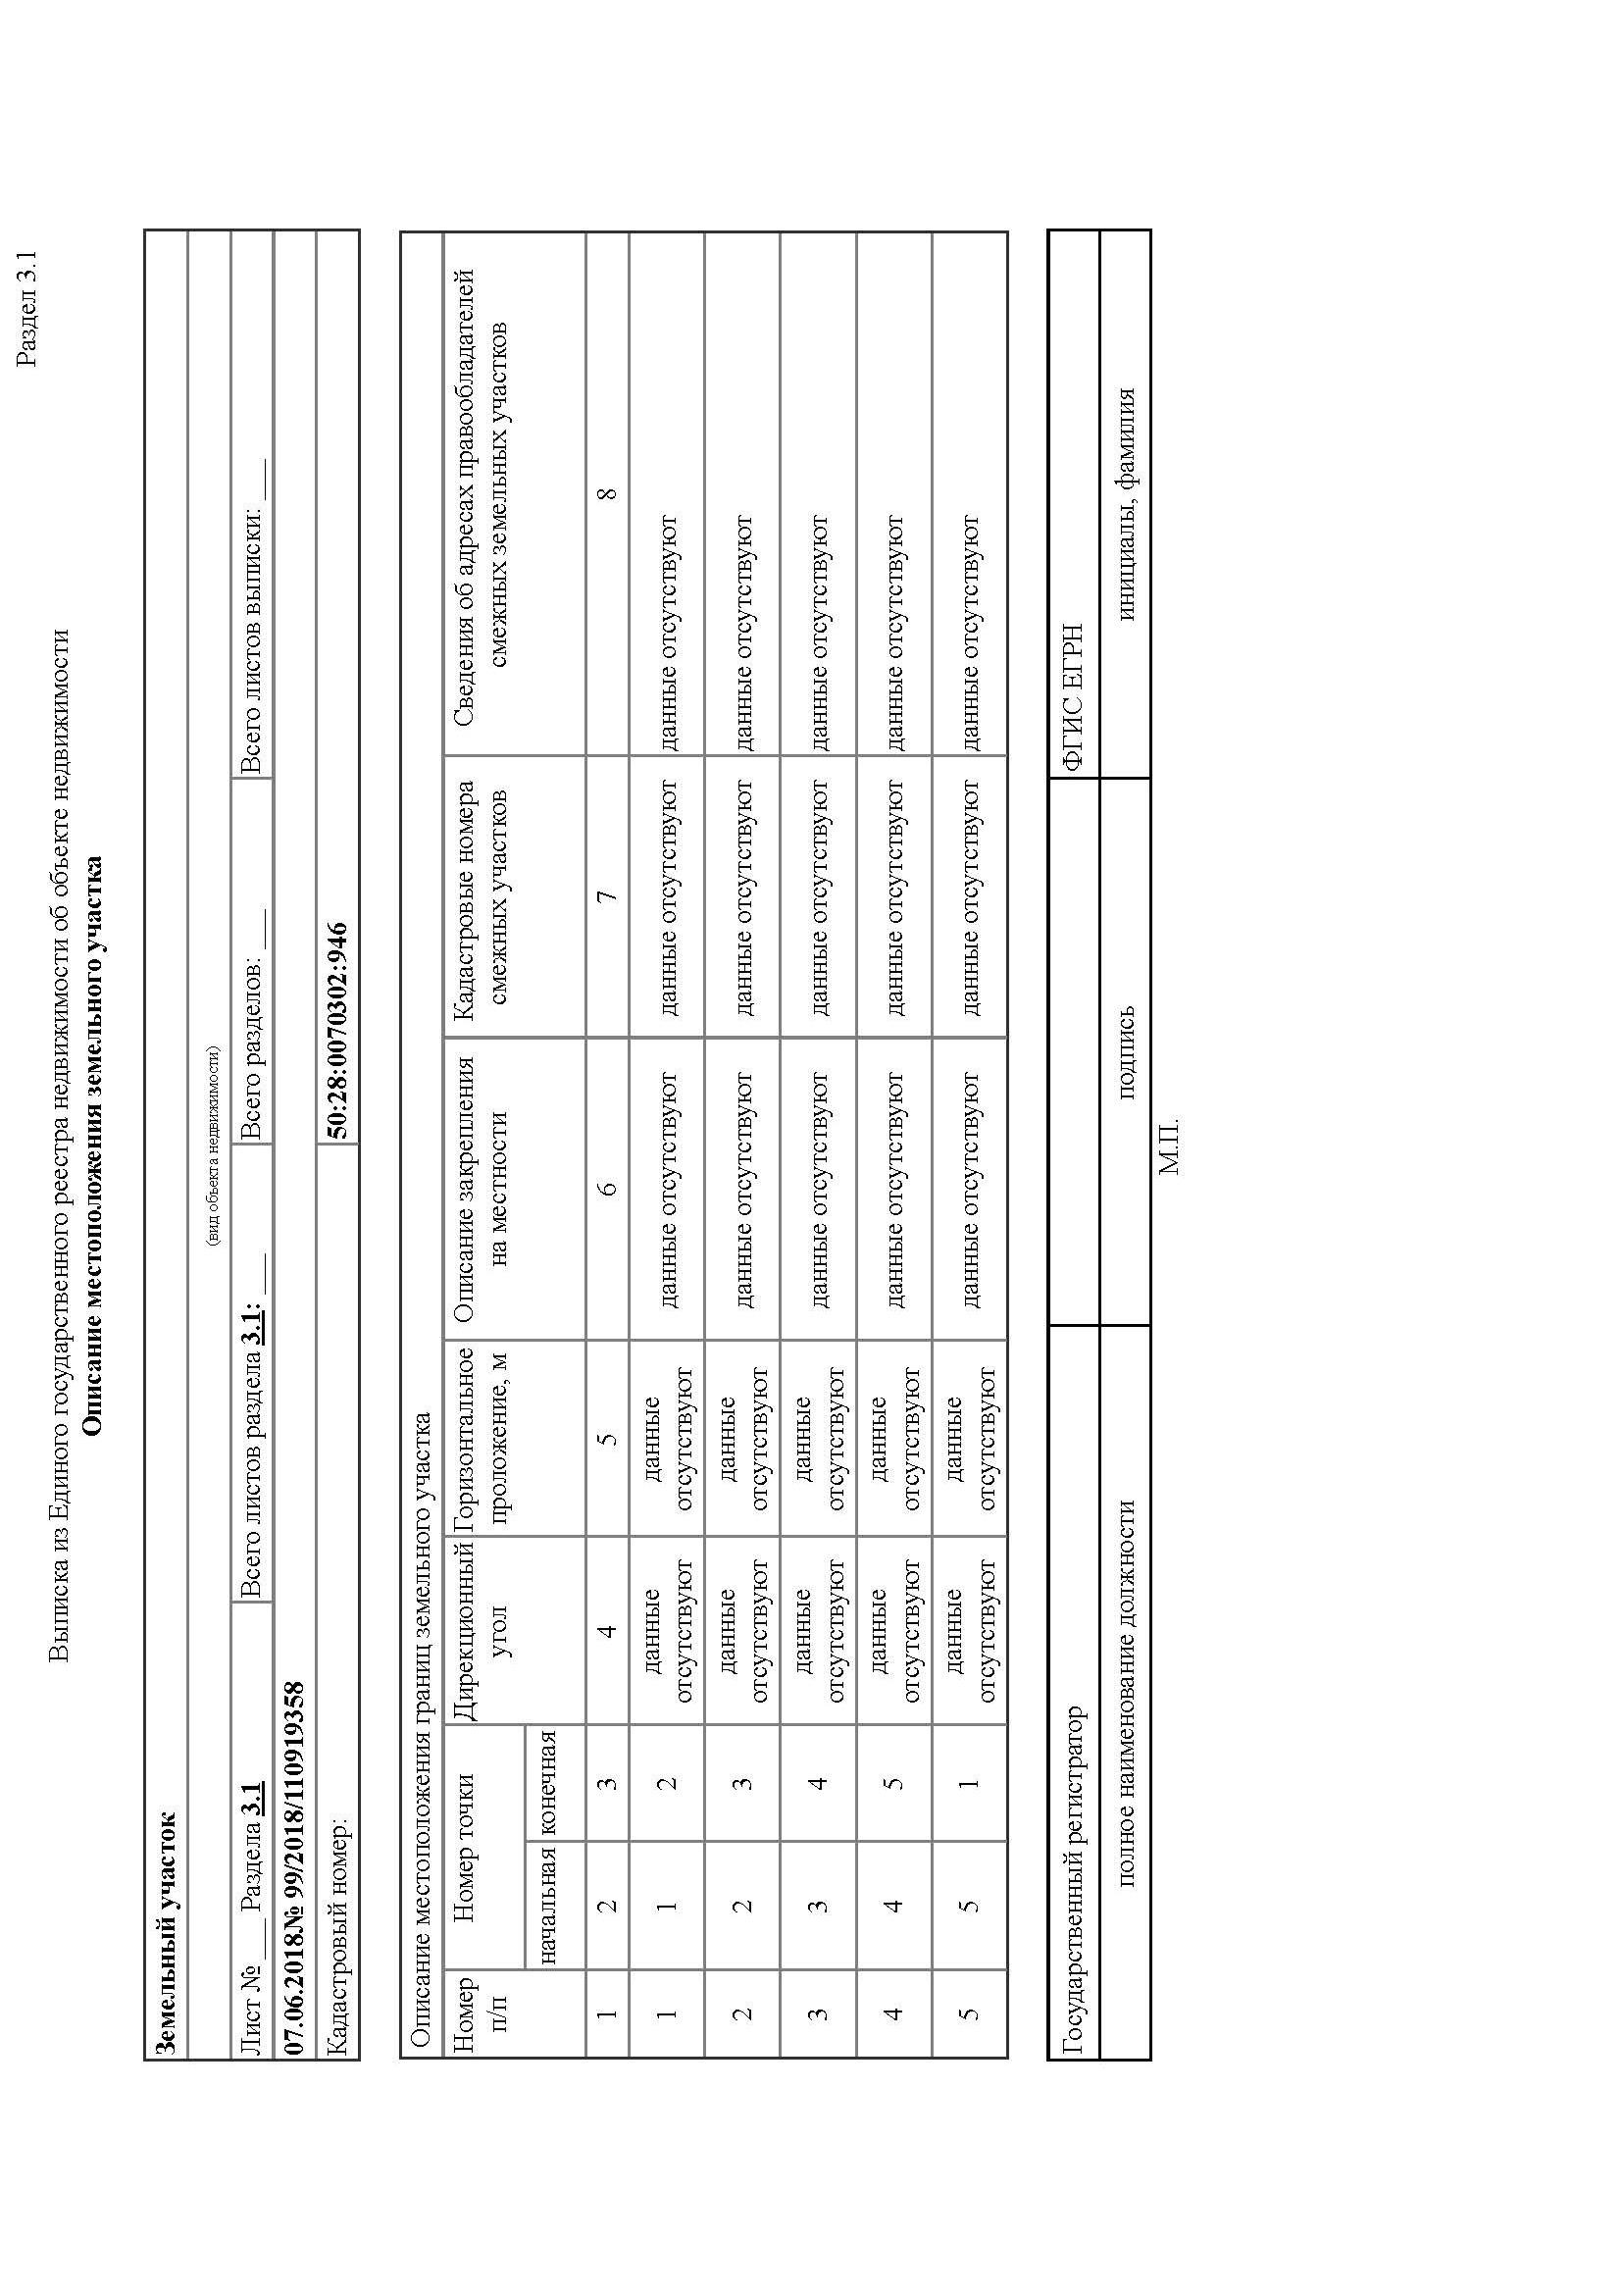 Раздел 3.1
Выписка из Единого государственного реестра недвижимости об объекте недвижимости
Описание местоположения земельного участка
Земельный участок
(вид объекта недвижимости)
Лист № ___ Раздела 3.1 Всего листов раздела 3.1: ___ Всего разделов: ___ Всего листов выписки: ___
07.06.2018№ 99/2018/110919358
Кадастровый номер: 50:28:0070302:946
Описание местоположения границ земельного участка
Номер п/п Номер точки Дирекционный угол Горизонтальное проложение, м Описание закрепления на местности Кадастровые номера смежных участков Сведения об адресах правообладателей смежных земельных участков
начальная конечная
1 2 3 4 5 6 7 8
1 1 2 данные отсутствуют данные отсутствуют данные отсутствуют данные отсутствуют данные отсутствуют
2 2 3 данные отсутствуют данные отсутствуют данные отсутствуют данные отсутствуют данные отсутствуют
3 3 4 данные отсутствуют данные отсутствуют данные отсутствуют данные отсутствуют данные отсутствуют
4 4 5 данные отсутствуют данные отсутствуют данные отсутствуют данные отсутствуют данные отсутствуют
5 5 1 данные отсутствуют данные отсутствуют данные отсутствуют данные отсутствуют данные отсутствуют
Государственный регистратор ФГИС ЕГРН
полное наименование должности подпись инициалы, фамилия
М.П.